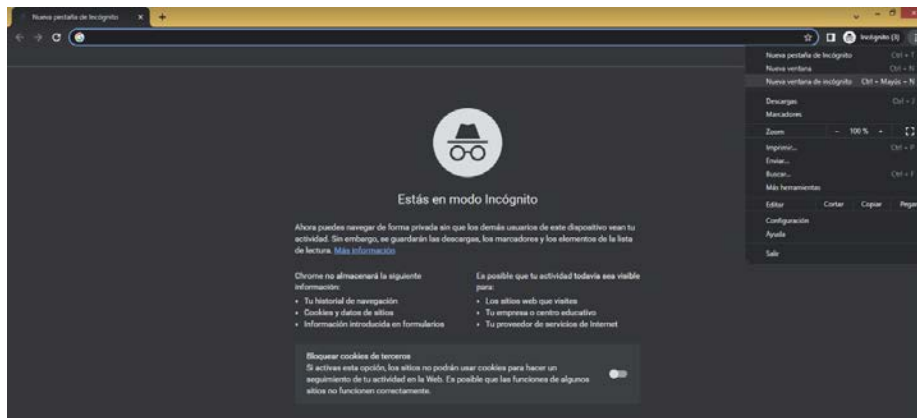 Nueva pestaña de Incógnito
Incógnito (3)
Nueva pestaña de Incógnito Ctrl + T
Nueva ventana Ctrl + N
Nueva ventana de incógnito Ctrl + Mayús + N
Descargas Ctrl + J
Marcadores
Zoom - 100 % +
Imprimir... Ctrl + P
Enviar...
Buscar... Ctrl + F
Más herramientas
Editar Cortar Copiar Pegar
Configuración
Ayuda
Salir
Estás en modo Incógnito
Ahora puedes navegar de forma privada sin que los demás usuarios de este dispositivo vean tu
actividad. Sin embargo, se guardarán las descargas, los marcadores y los elementos de la lista
de lectura. Más información
Chrome no almacenará la siguiente
información:
• Tu historial de navegación
• Cookies y datos de sitios
• Información introducida en formularios
Es posible que tu actividad todavía sea visible
para:
• Los sitios web que visites
• Tu empresa o centro educativo
• Tu proveedor de servicios de Internet
Bloquear cookies de terceros
Si activas esta opción, los sitios no podrán usar cookies para hacer un
seguimiento de tu actividad en la Web. Es posible que las funciones de algunos
sitios no funcionen correctamente.